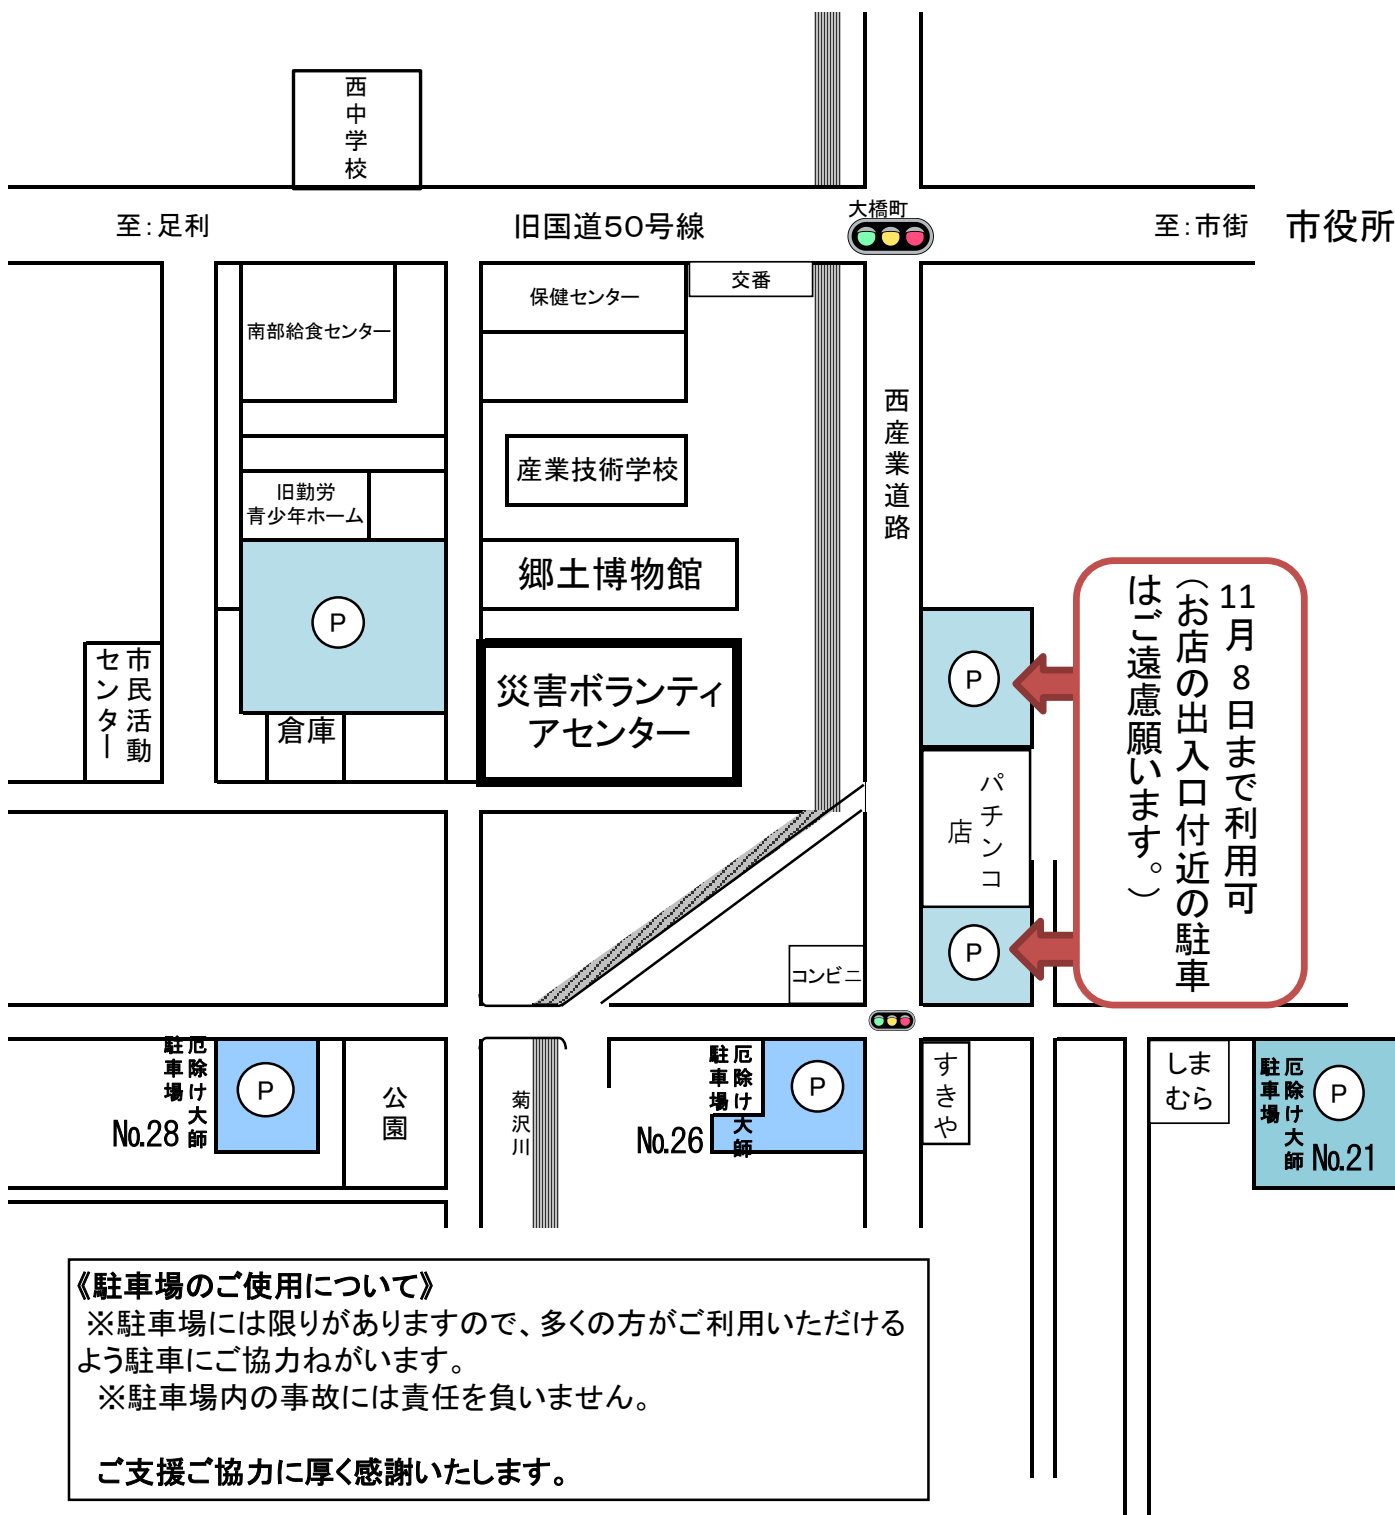 西中学校
至:足利
旧国道50号線
大橋町
至:市街
市役所
南部給食センター
保健センター
交番
西産業道路
産業技術学校
旧勤労
青少年ホーム
郷土博物館
P
災害ボランティ
アセンター
市民活動
センター
倉庫
P
パチンコ
店
P
11月8日まで利用可
(お店の出入口付近の駐車
はご遠慮願います。)
コンビニ
厄除け大師
駐車場
No.28
P
公園
菊沢川
厄除け大師
駐車場
No.26
P
すきや
しま
むら
厄除け大師
駐車場
No.21
P
《駐車場のご使用について》
※駐車場には限りがありますので、多くの方がご利用いただける
よう駐車にご協力ねがいます。
※駐車場内の事故には責任を負いません。
ご支援ご協力に厚く感謝いたします。